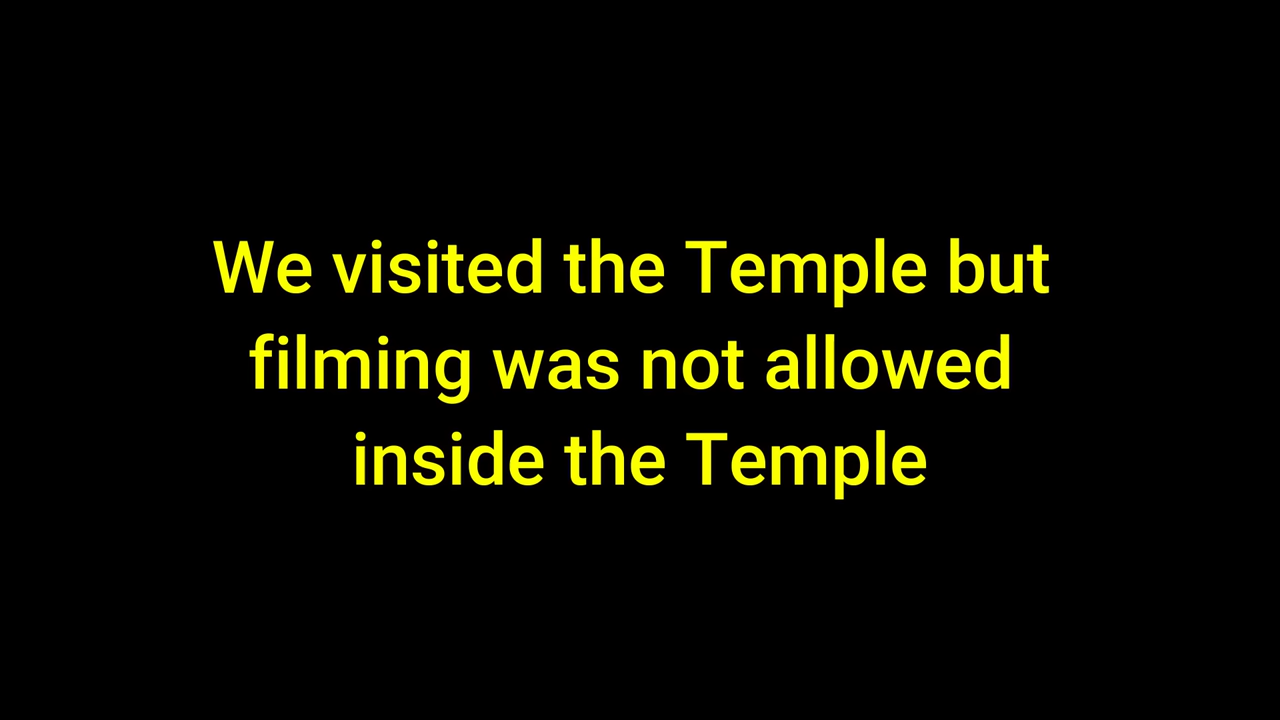 We visited the Temple but
filming was not allowed
inside the Temple